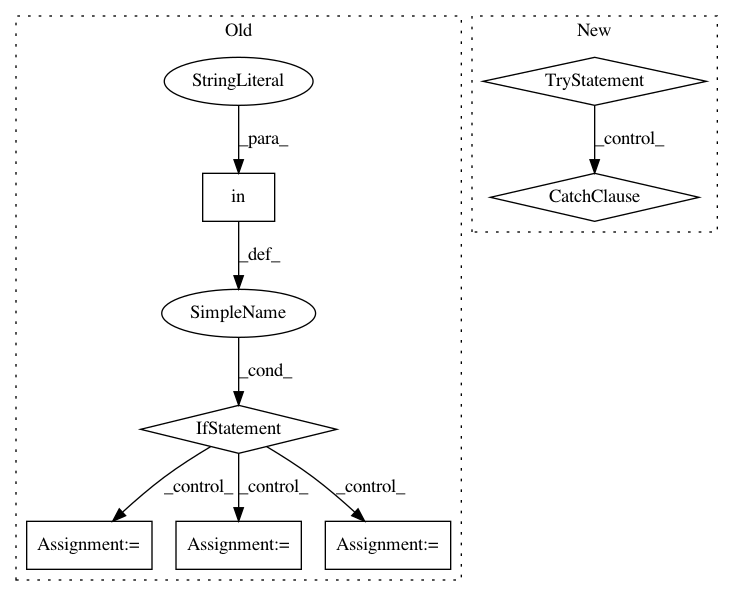 Old
New
StringLiteral
TryStatement
_para_
_control_
in
CatchClause
_def_
SimpleName
_cond_
IfStatement
_control_ _control_ _control_
Assignment:= Assignment:= Assignment:=